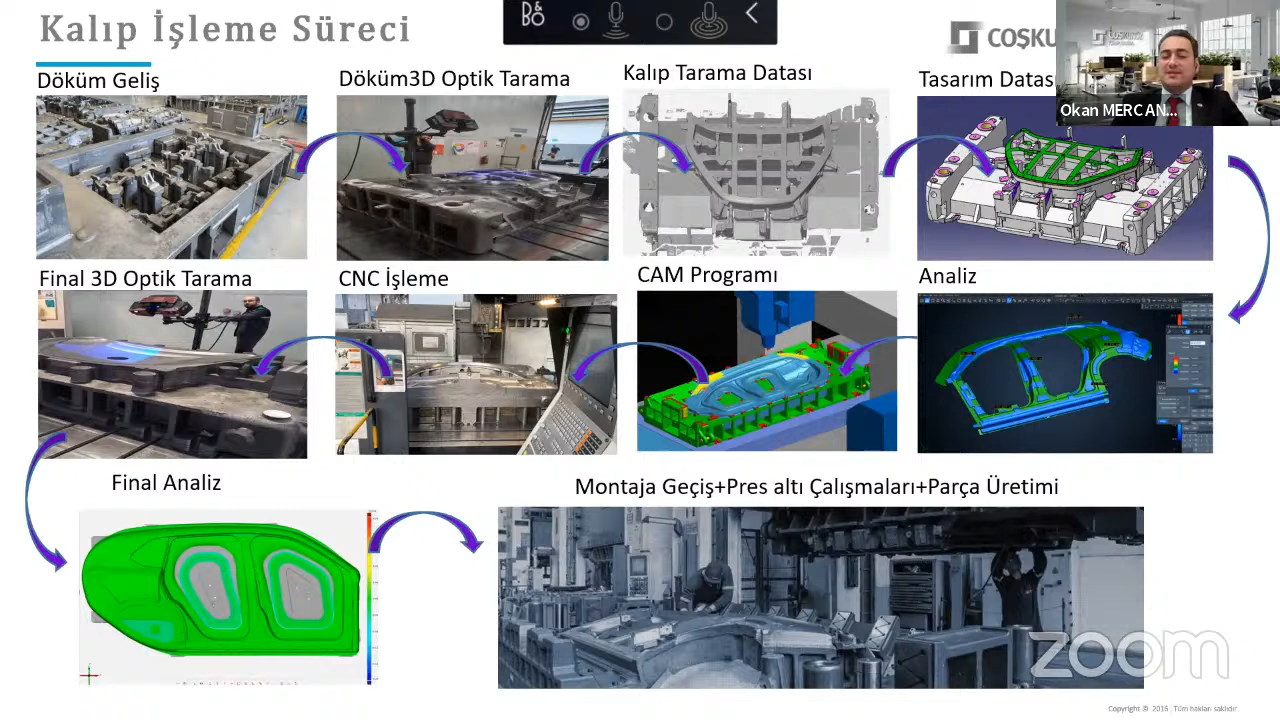 Kalıp İşleme Süreci
B&O
COŞKU
Okan MERCAN...
Döküm Geliş
Döküm3D Optik Tarama
Kalıp Tarama Datası
Tasarım Datas
Final 3D Optik Tarama
CNC İşleme
CAM Programı
Analiz
Final Analiz
Montaja Geçiş+Pres altı Çalışmaları+Parça Üretimi
zoom
Copyright © 2016 Tüm hakları saklıdır.